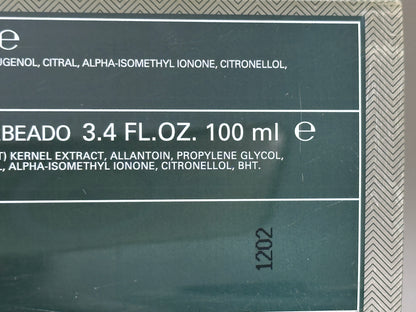 ℮
UGENOL, CITRAL, ALPHA-ISOMETHYL IONONE, CITRONELLOL,
BEADO 3.4 FL.OZ. 100 ml ℮
T) KERNEL EXTRACT, ALLANTOIN, PROPYLENE GLYCOL,
L, ALPHA-ISOMETHYL IONONE, CITRONELLOL, BHT.
1202